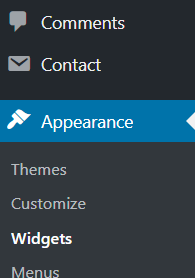 Comments
Contact
Appearance
Themes
Customize
Widgets
Menus